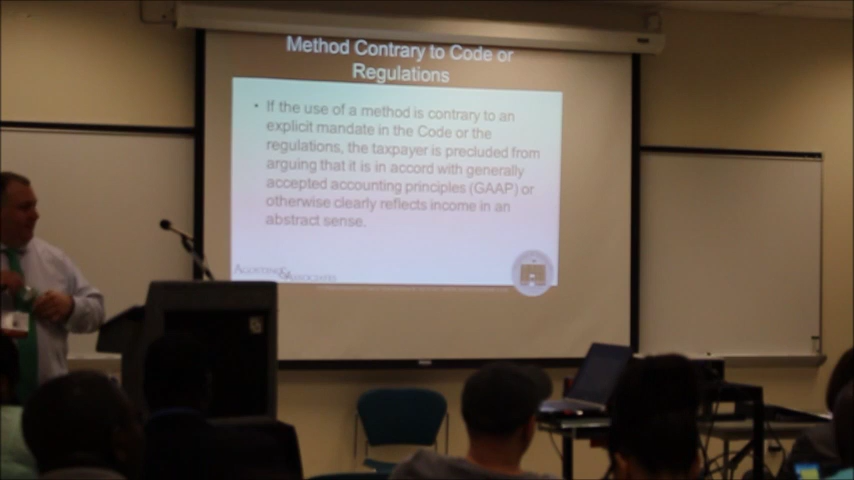 Method Contrary to Code or
Regulations
• If the use of a method is contrary to an
explicit mandate in the Code or the
regulations, the taxpayer is precluded from
arguing that it is in accord with generally
accepted accounting principles (GAAP) or
otherwise clearly reflects income in an
abstract sense.